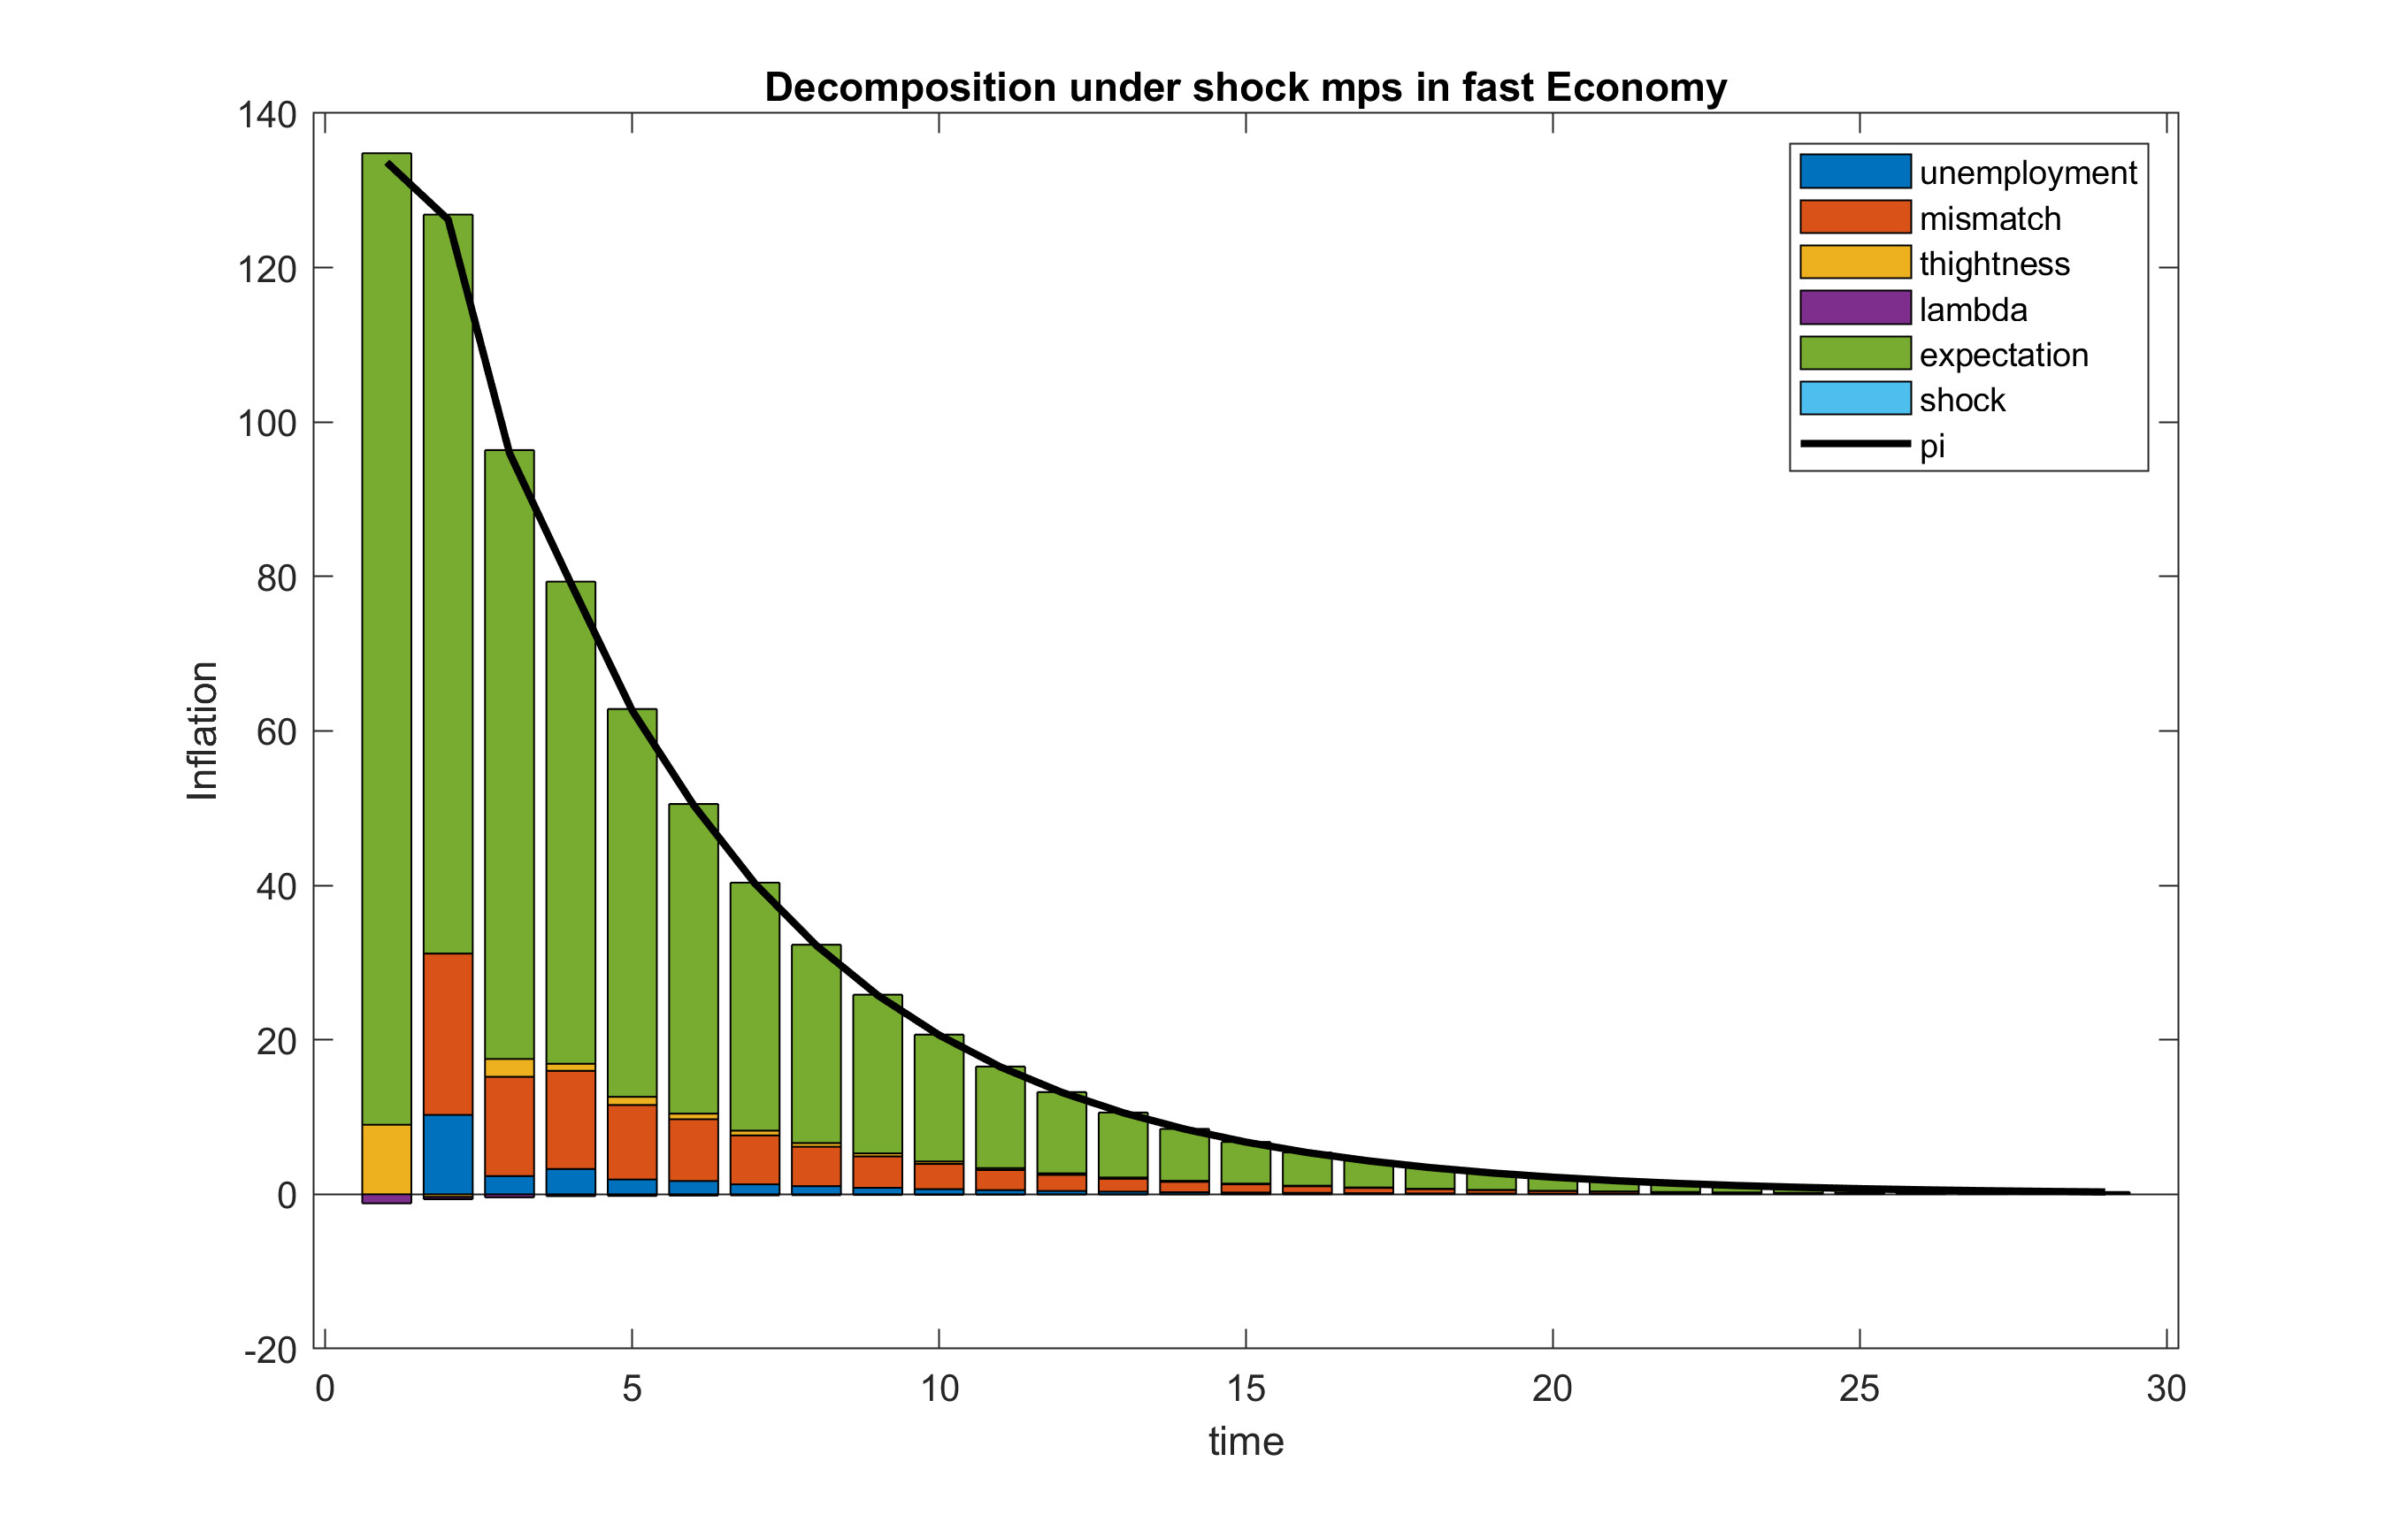 Decomposition under shock mps in fast Economy
140
120
100
80
60
40
20
0
-20
Inflation
unemployment
mismatch
thightness
lambda
expectation
shock
pi
0
5
10
15
20
25
30
time